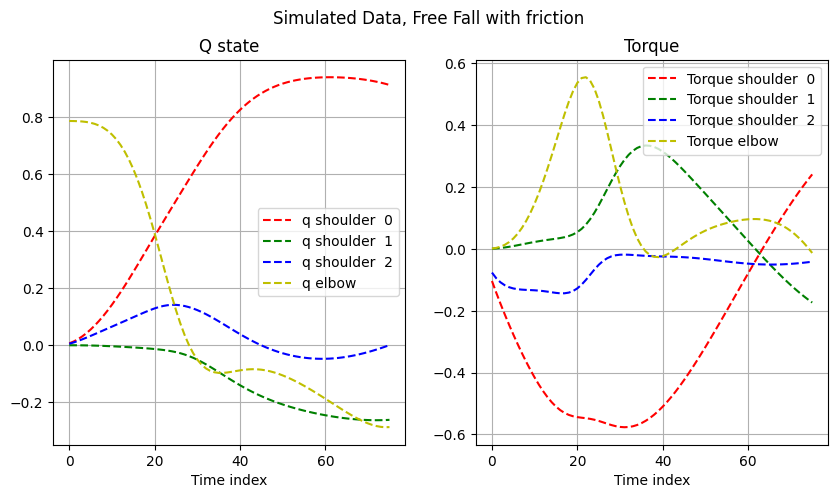 Simulated Data, Free Fall with friction
Q state
0.8
0.6
0.4
0.2
0.0
−0.2
0
20
40
60
Time index
q shoulder  0
q shoulder  1
q shoulder  2
q elbow
Torque
0.6
0.4
0.2
0.0
−0.2
−0.4
−0.6
0
20
40
60
Time index
Torque shoulder  0
Torque shoulder  1
Torque shoulder  2
Torque elbow